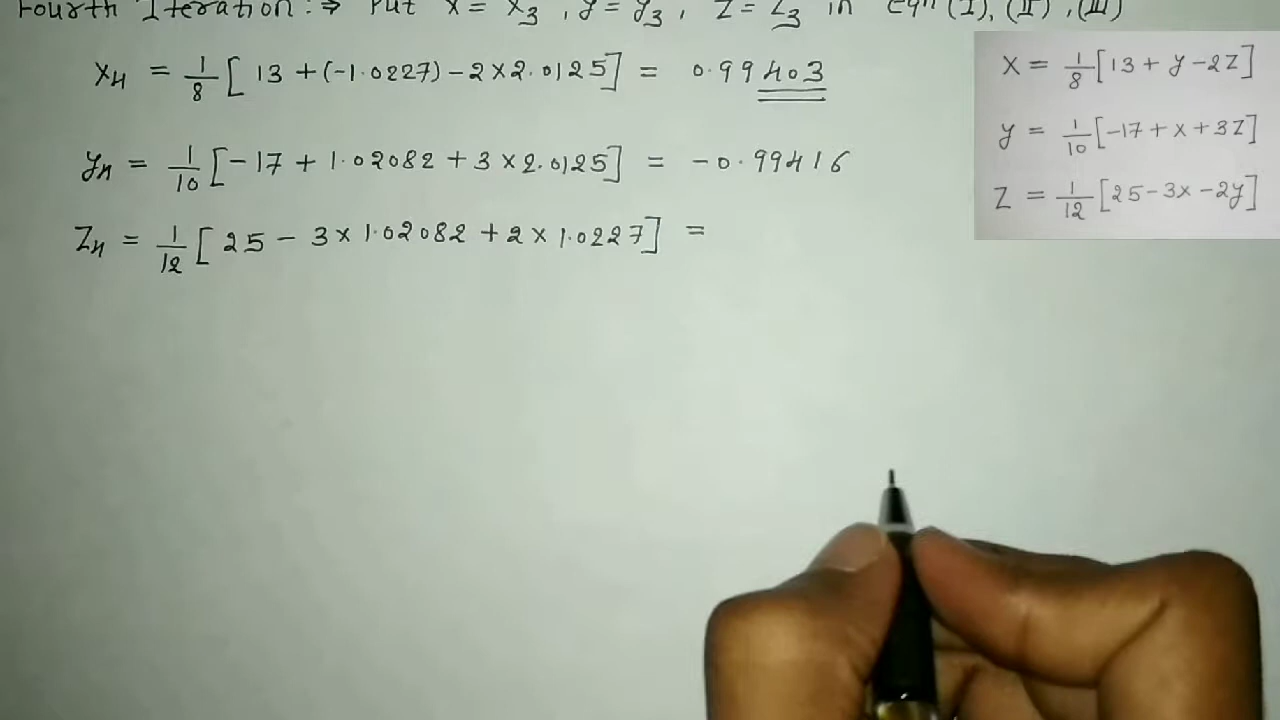 Fourth Iteration :⇒ Put x = x₃ , y = y₃ , z = z₃ in Eqⁿ (I), (II), (III)
x₄ = 1/8 [ 13 + (-1.0227) - 2 × 2.0125 ] = 0.99403
y₄ = 1/10 [ -17 + 1.02082 + 3 × 2.0125 ] = -0.99416
z₄ = 1/12 [ 25 - 3 × 1.02082 + 2 × 1.0227 ] =
x = 1/8 [13 + y - 2z]
y = 1/10 [-17 + x + 3z]
z = 1/12 [25 - 3x - 2y]